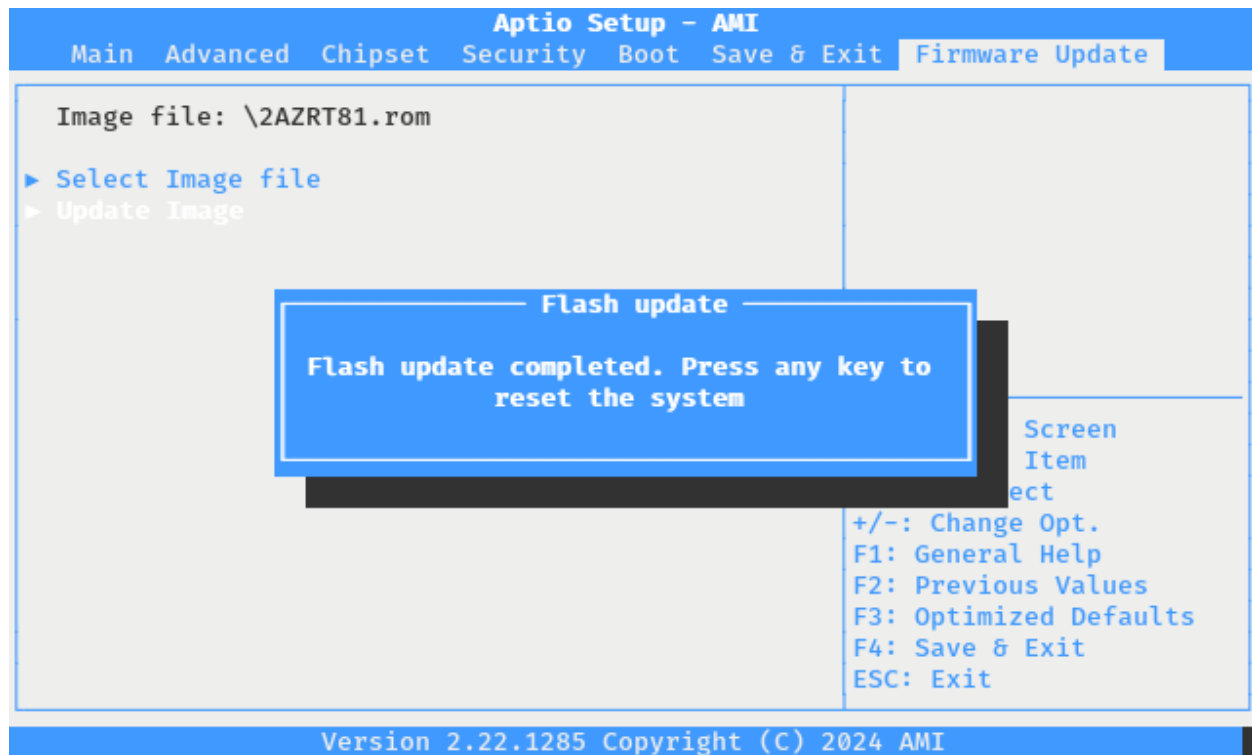 Aptio Setup – AMI
Main Advanced Chipset Security Boot Save & Exit Firmware Update
Image file: \2AZRT81.rom
► Select Image file
► Update Image
Flash update
Flash update completed. Press any key to
reset the system
Screen
Item
+/-: Change Opt.
F1: General Help
F2: Previous Values
F3: Optimized Defaults
F4: Save & Exit
ESC: Exit
Version 2.22.1285 Copyright (C) 2024 AMI